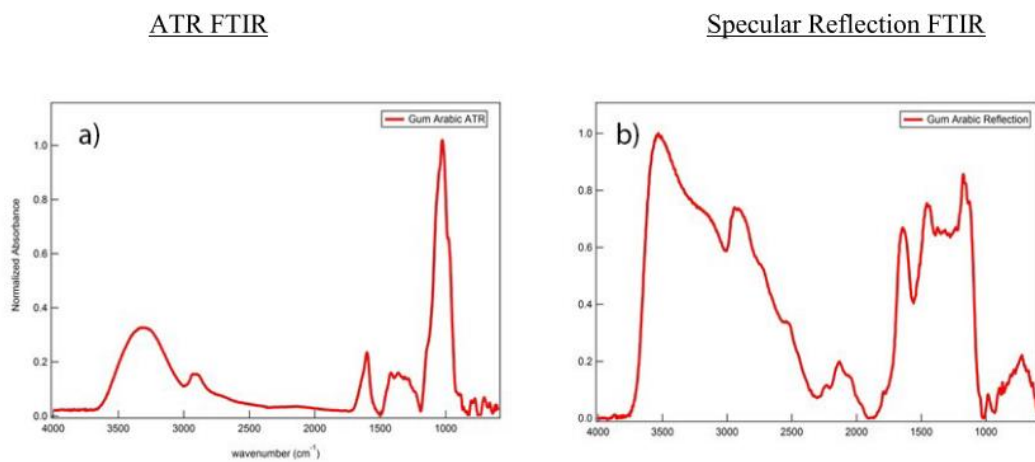 ATR FTIR
Specular Reflection FTIR
a)
Gum Arabic ATR
Normalized Absorbance
1.0
0.8
0.6
0.4
0.2
0.0
4000 3500 3000 2500 2000 1500 1000
wavenumber (cm⁻¹)
b)
Gum Arabic Reflection
1.0
0.8
0.6
0.4
0.2
0.0
4000 3500 3000 2500 2000 1500 1000